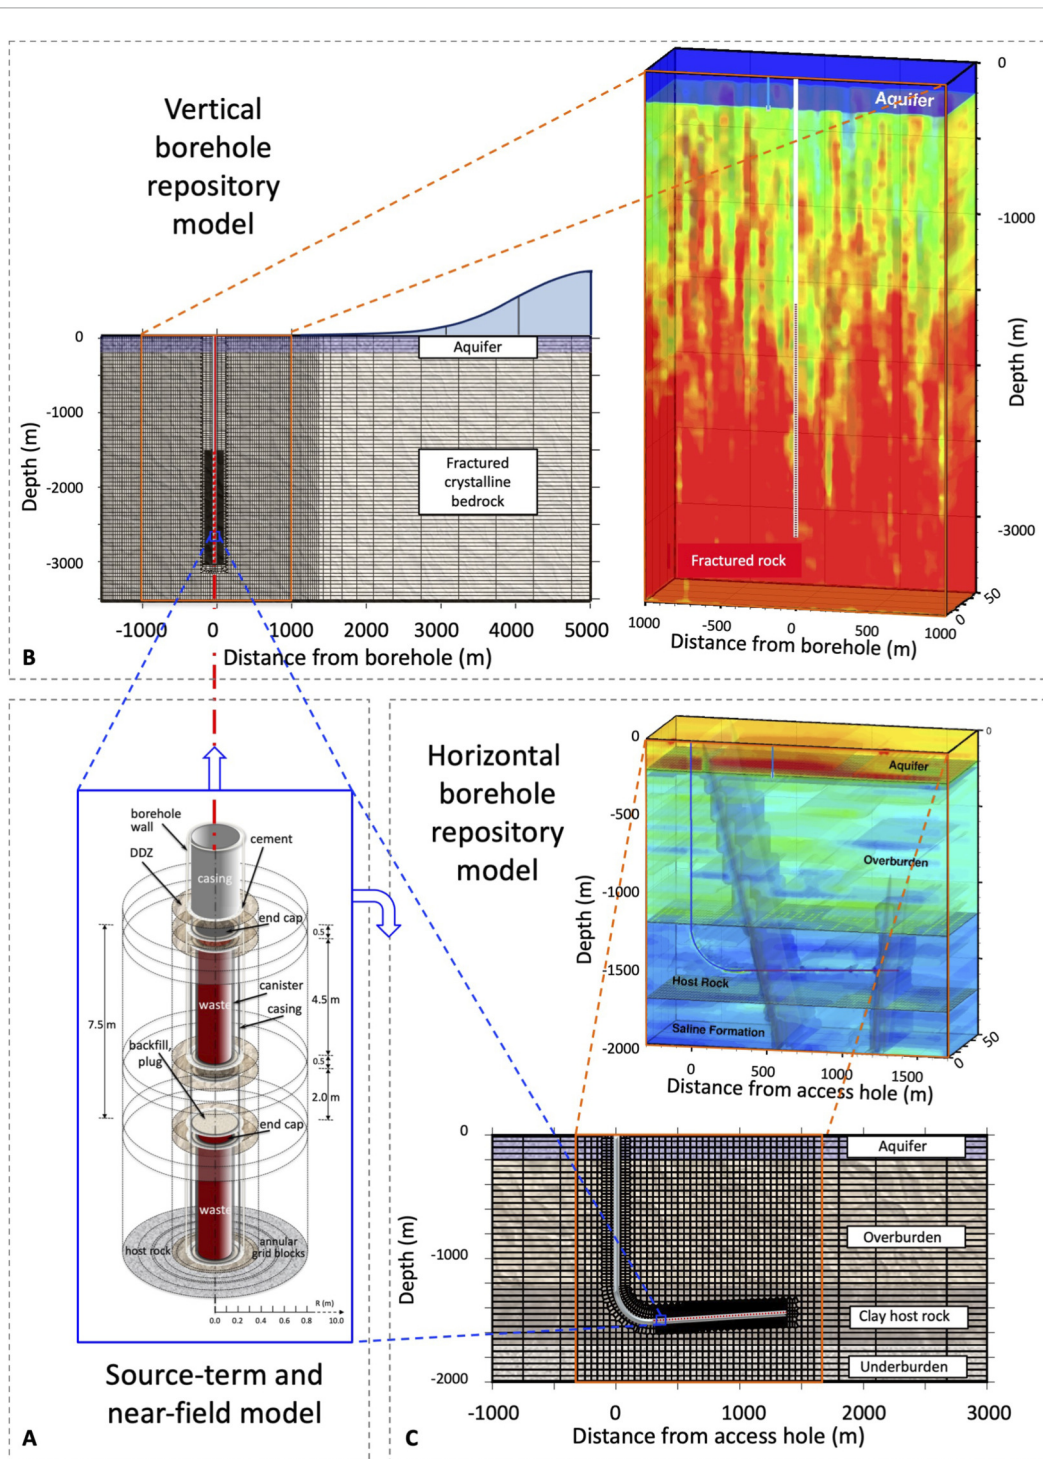 Vertical
borehole
repository
model
Aquifer
0
-1000
-3000
Depth (m)
Fractured rock
1000
-500
0
500
1000
0
50
Distance from borehole (m)
0
-1000
-2000
-3000
Depth (m)
Aquifer
Fractured
crystalline
bedrock
-1000
0
1000
2000
3000
4000
5000
Distance from borehole (m)
B
borehole
wall
cement
DDZ
casing
end cap
0.5
canister
waste
4.5 m
casing
7.5 m
backfill,
plug
0.5
2.0 m
end cap
waste
host rock
annular
grid blocks
R (m)
0.0
0.2
0.4
0.6
0.8
10.0
Source-term and
near-field model
A
Horizontal
borehole
repository
model
0
-500
-1000
-1500
-2000
Depth (m)
0
Aquifer
Overburden
Host Rock
Saline Formation
0
500
1000
1500
0
50
Distance from access hole (m)
0
-1000
-2000
Depth (m)
Aquifer
Overburden
Clay host rock
Underburden
-1000
0
1000
2000
3000
Distance from access hole (m)
C